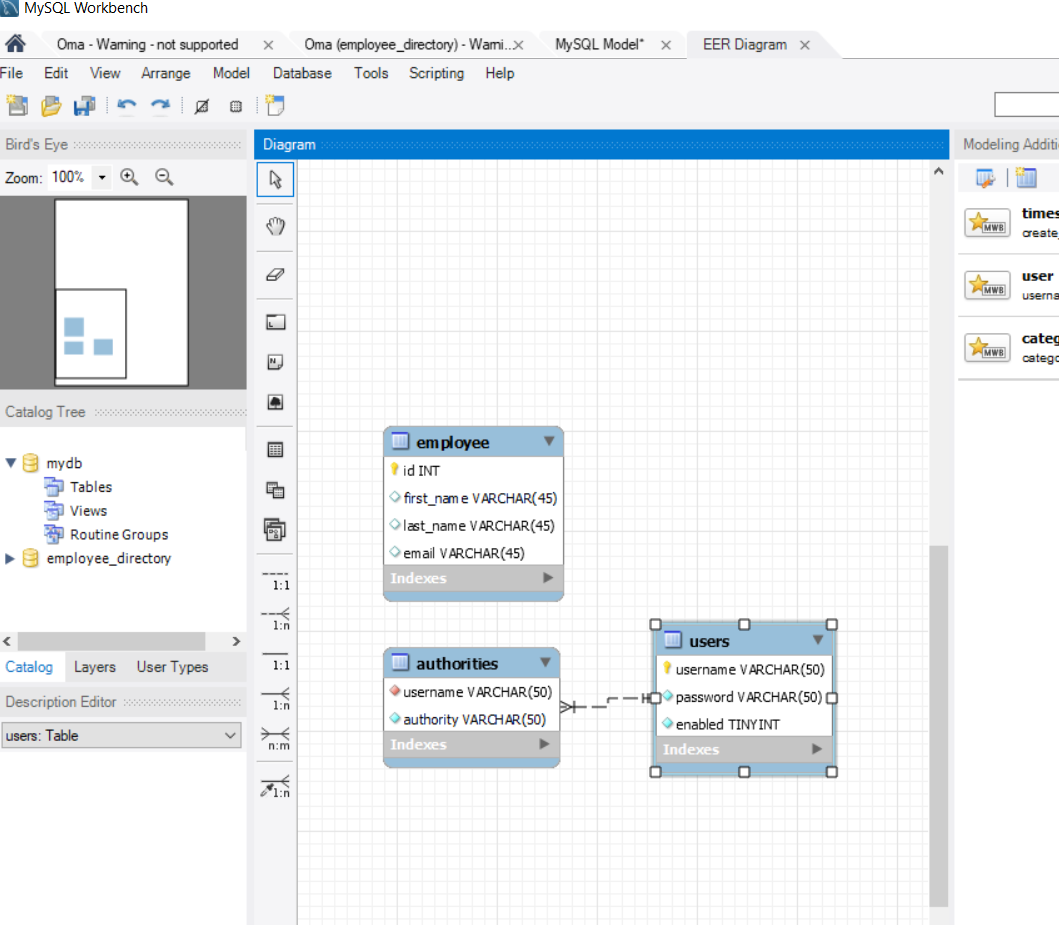 MySQL Workbench
Oma - Warning - not supported
Oma (employee_directory) - Warni...
MySQL Model*
EER Diagram
File Edit View Arrange Model Database Tools Scripting Help
Bird's Eye
Zoom: 100%
Catalog Tree
mydb
Tables
Views
Routine Groups
employee_directory
Catalog Layers User Types
Description Editor
users: Table
Diagram
1:1
1:n
1:1
1:n
n:m
1:n
employee
id INT
first_name VARCHAR(45)
last_name VARCHAR(45)
email VARCHAR(45)
Indexes
authorities
username VARCHAR(50)
authority VARCHAR(50)
Indexes
users
username VARCHAR(50)
password VARCHAR(50)
enabled TINYINT
Indexes
Modeling Additi
MWB
times
create_
MWB
user
userna
MWB
categ
catego